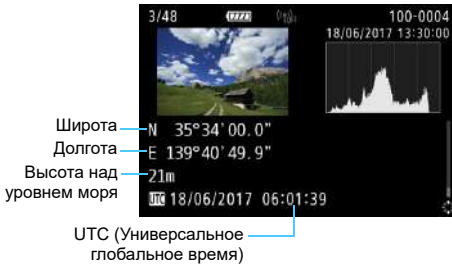 3/48 100-0004
18/06/2017 13:30:00
Широта
N 35°34'00.0"
Долгота
E 139°40'49.9"
Высота над
уровнем моря
21m
UTC 18/06/2017 06:01:39
UTC (Универсальное
глобальное время)